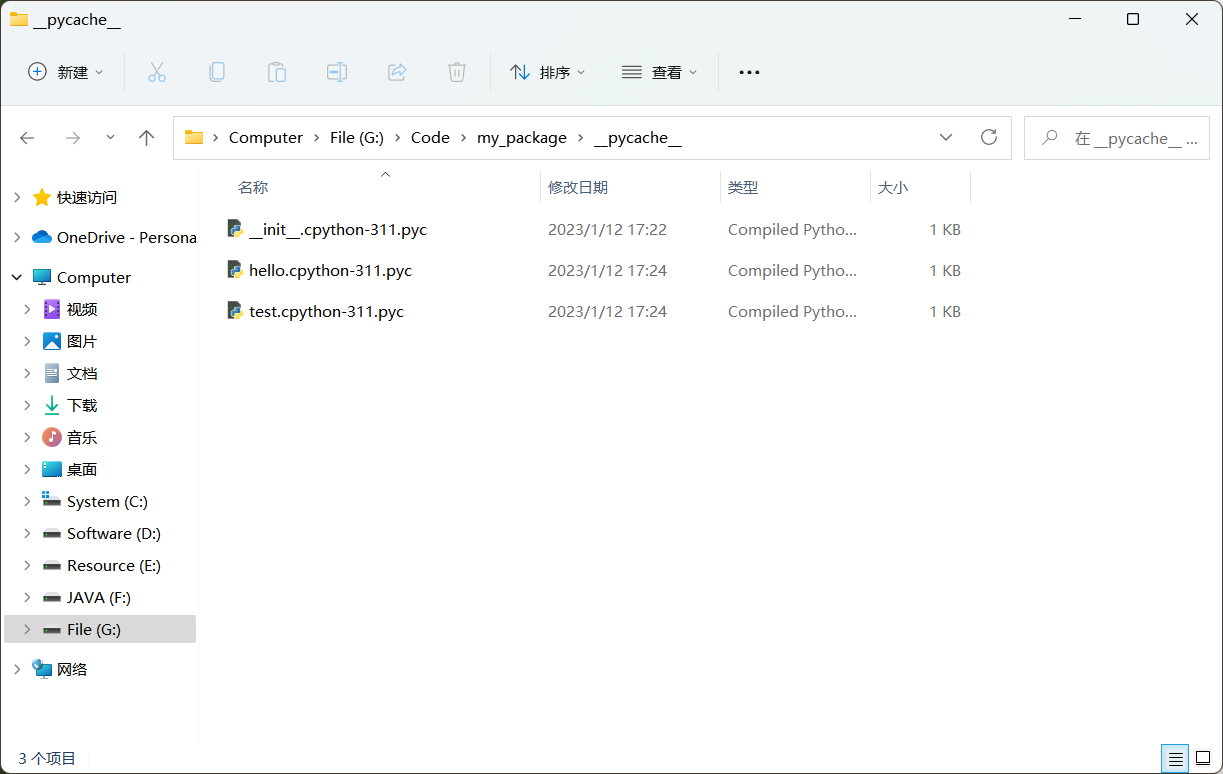 __pycache__
新建
排序
查看
Computer
File (G:)
Code
my_package
__pycache__
在 __pycache__ ...
快速访问
OneDrive - Persona
Computer
视频
图片
文档
下载
音乐
桌面
System (C:)
Software (D:)
Resource (E:)
JAVA (F:)
File (G:)
网络
名称 修改日期 类型 大小
__init__.cpython-311.pyc 2023/1/12 17:22 Compiled Pytho... 1 KB
hello.cpython-311.pyc 2023/1/12 17:24 Compiled Pytho... 1 KB
test.cpython-311.pyc 2023/1/12 17:24 Compiled Pytho... 1 KB
3 个项目